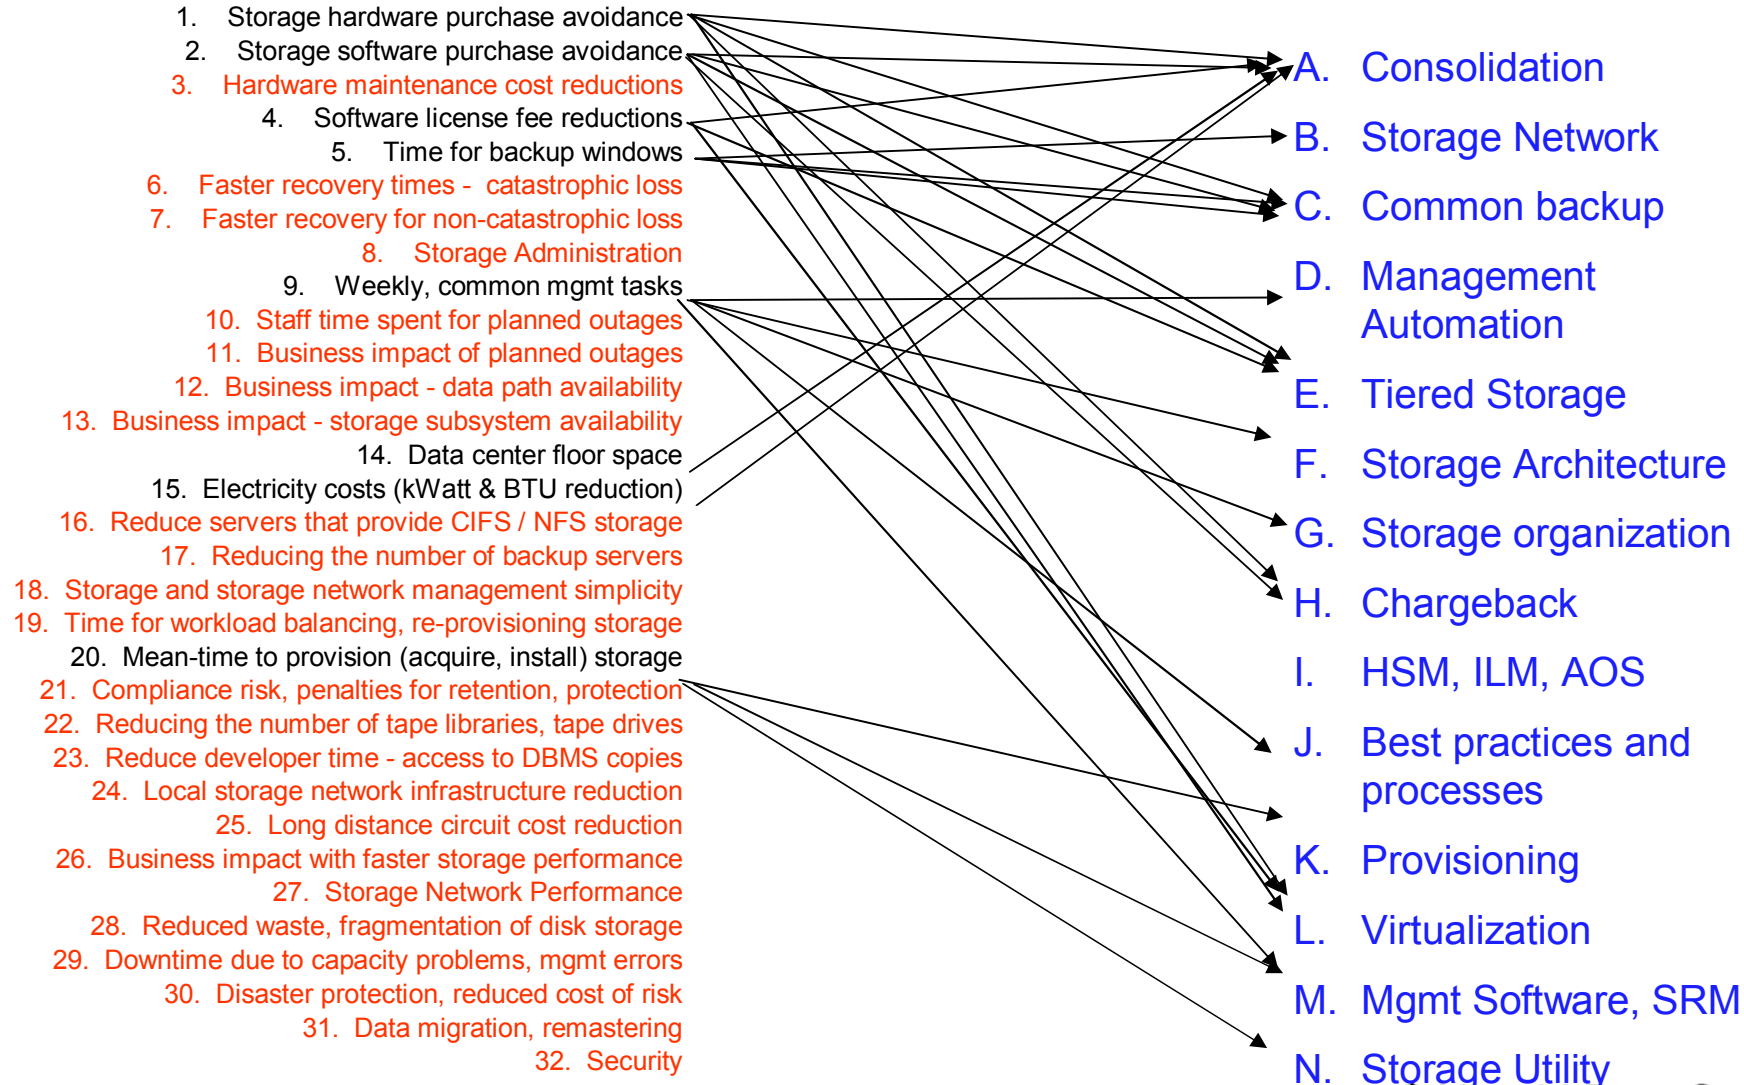 1. Storage hardware purchase avoidance
2. Storage software purchase avoidance
3. Hardware maintenance cost reductions
4. Software license fee reductions
5. Time for backup windows
6. Faster recovery times - catastrophic loss
7. Faster recovery for non-catastrophic loss
8. Storage Administration
9. Weekly, common mgmt tasks
10. Staff time spent for planned outages
11. Business impact of planned outages
12. Business impact - data path availability
13. Business impact - storage subsystem availability
14. Data center floor space
15. Electricity costs (kWatt & BTU reduction)
16. Reduce servers that provide CIFS / NFS storage
17. Reducing the number of backup servers
18. Storage and storage network management simplicity
19. Time for workload balancing, re-provisioning storage
20. Mean-time to provision (acquire, install) storage
21. Compliance risk, penalties for retention, protection
22. Reducing the number of tape libraries, tape drives
23. Reduce developer time - access to DBMS copies
24. Local storage network infrastructure reduction
25. Long distance circuit cost reduction
26. Business impact with faster storage performance
27. Storage Network Performance
28. Reduced waste, fragmentation of disk storage
29. Downtime due to capacity problems, mgmt errors
30. Disaster protection, reduced cost of risk
31. Data migration, remastering
32. Security
A. Consolidation
B. Storage Network
C. Common backup
D. Management
Automation
E. Tiered Storage
F. Storage Architecture
G. Storage organization
H. Chargeback
I. HSM, ILM, AOS
J. Best practices and
processes
K. Provisioning
L. Virtualization
M. Mgmt Software, SRM
N. Storage Utility